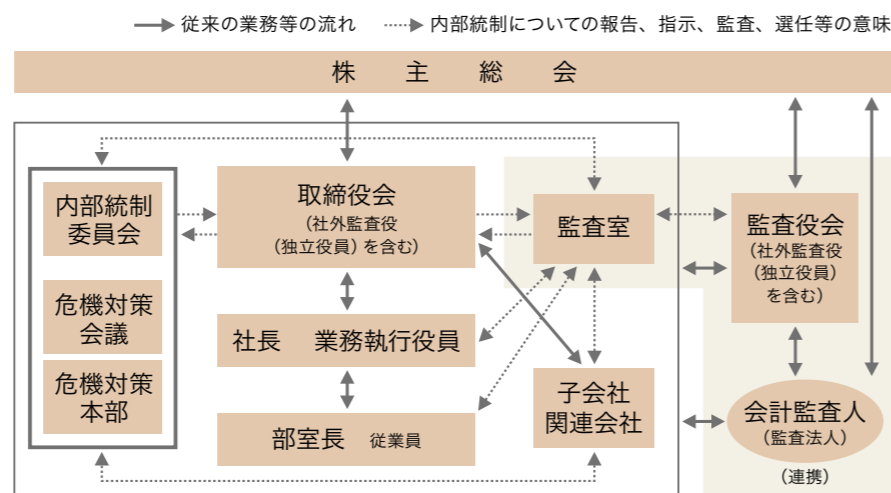 従来の業務等の流れ　内部統制についての報告、指示、監査、選任等の意味
株主総会
内部統制
委員会
危機対策
会議
危機対策
本部
取締役会
(社外監査役
(独立役員)を含む)
社長　業務執行役員
部室長　従業員
監査室
子会社
関連会社
監査役会
(社外監査役
(独立役員)
を含む)
会計監査人
(監査法人)
(連携)